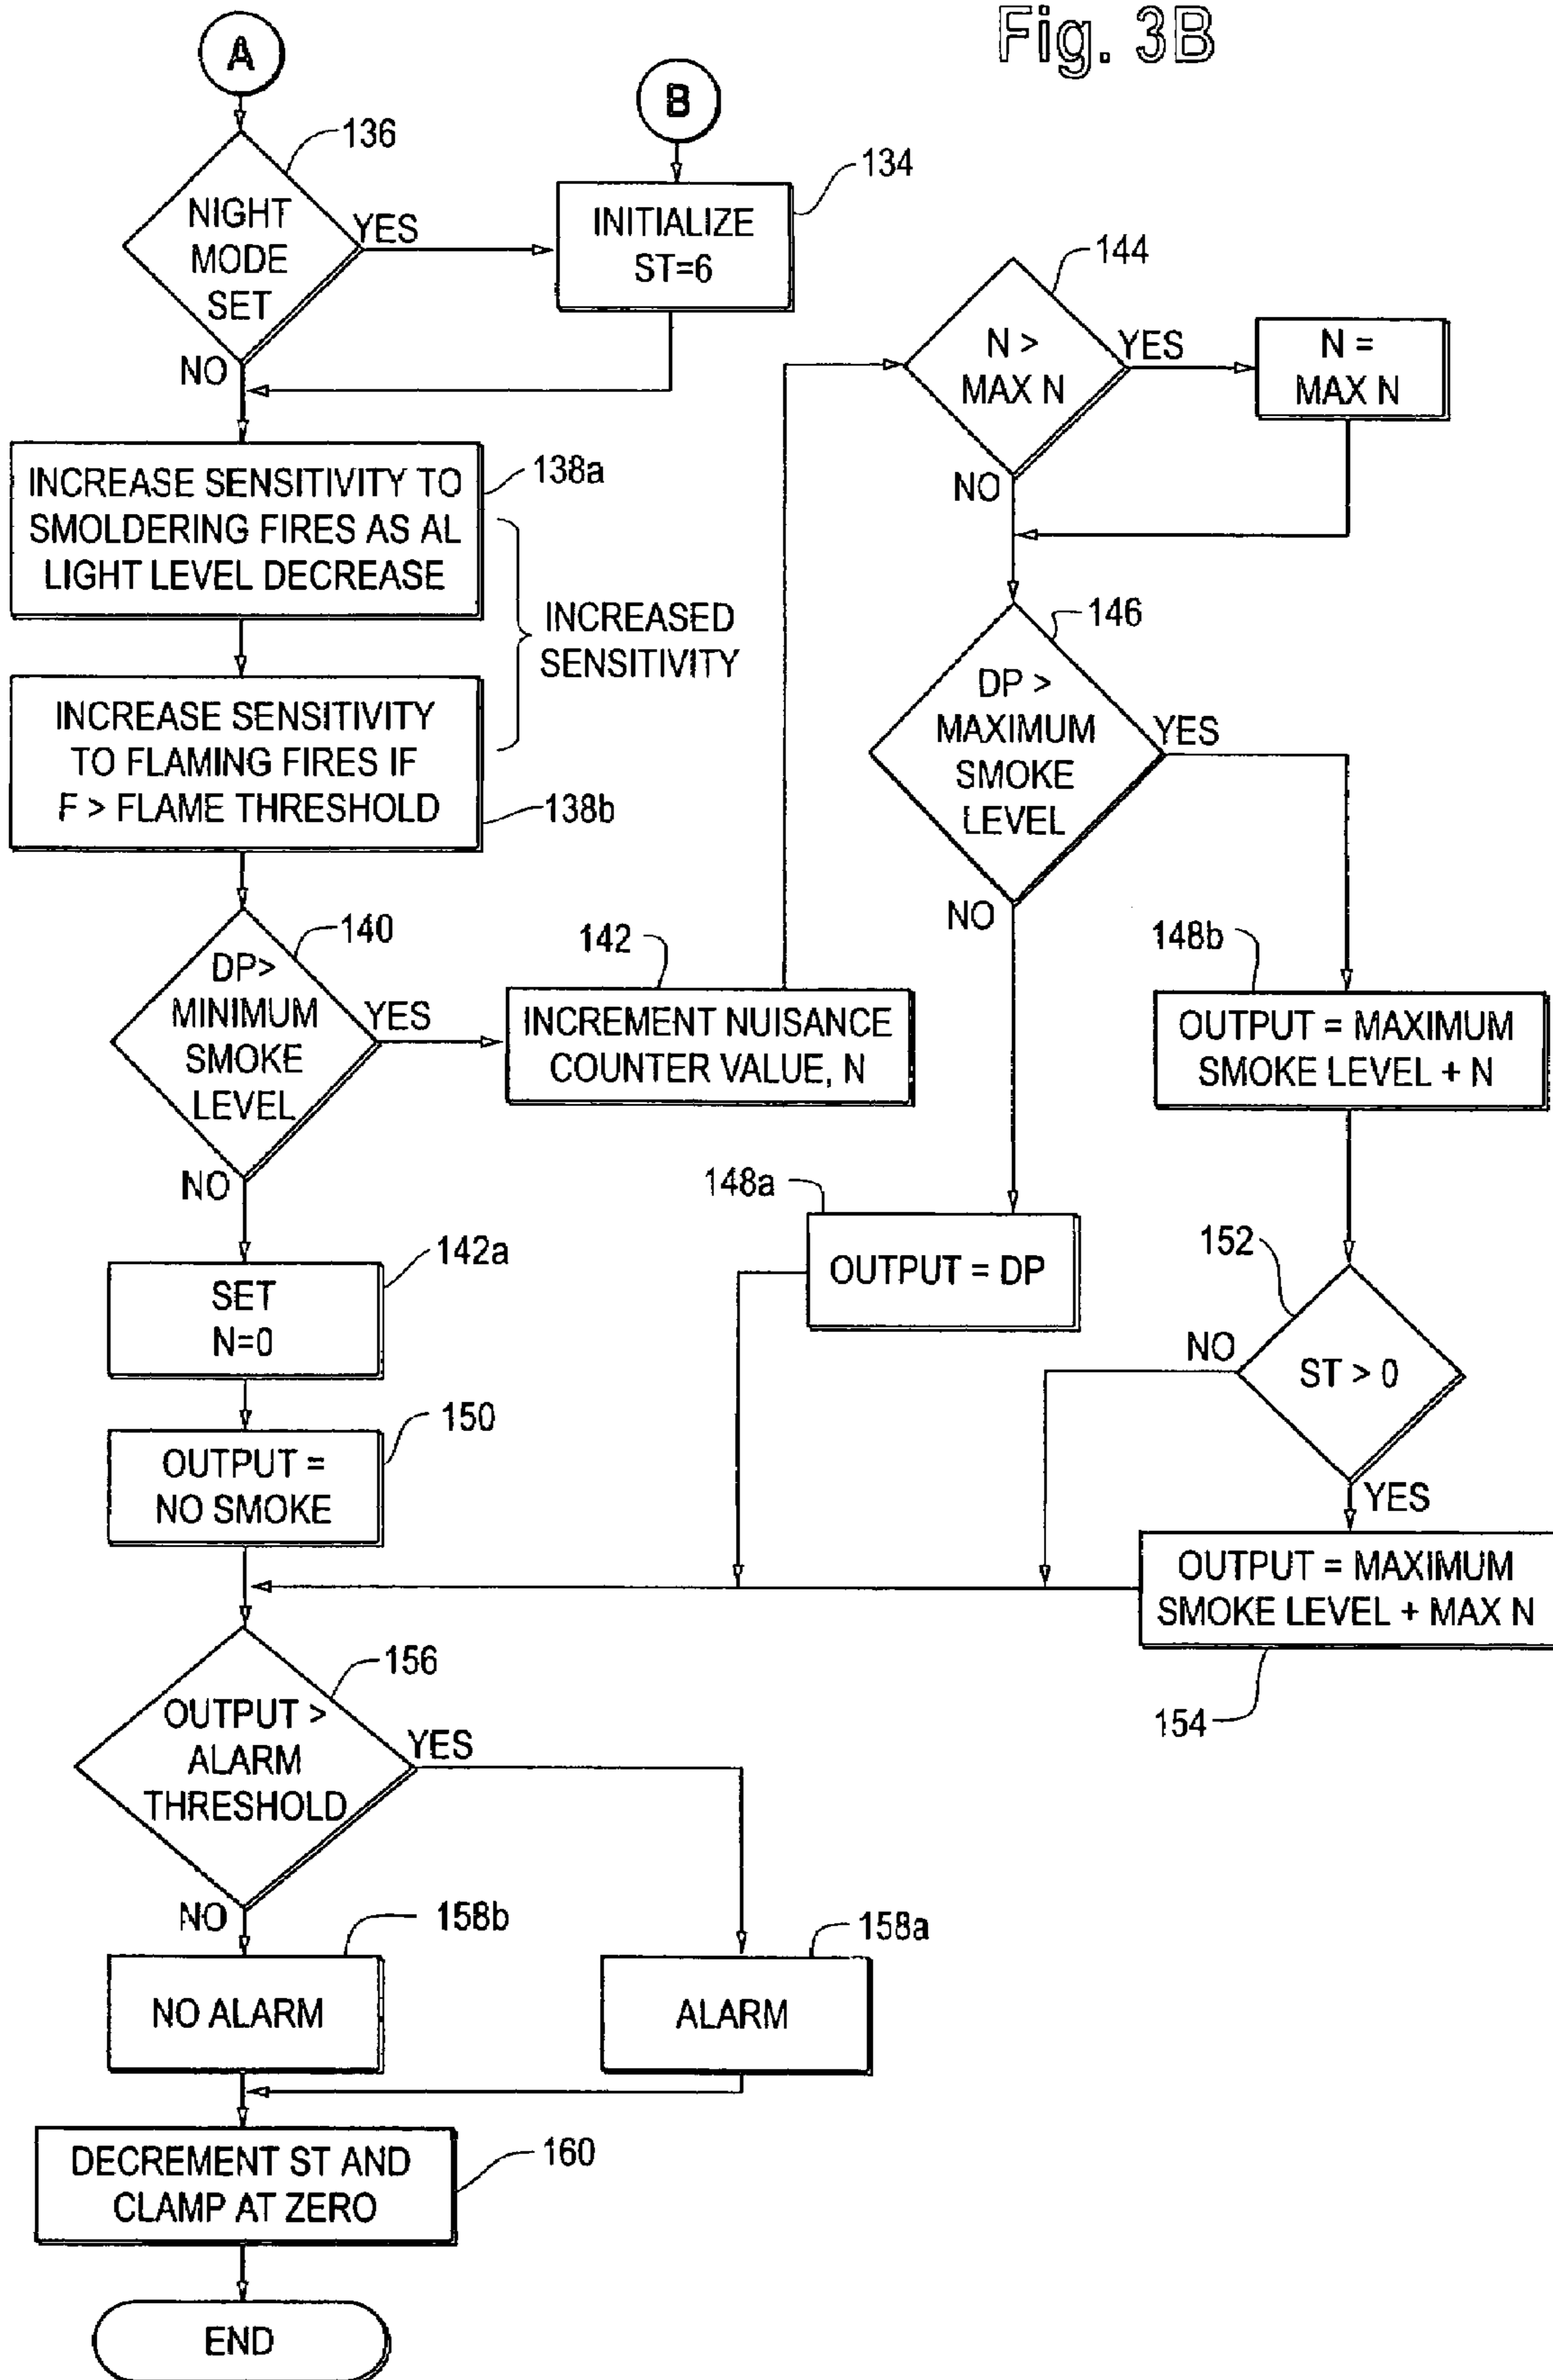 Fig. 3B
A
B
136
NIGHT
MODE
SET
YES
NO
134
INITIALIZE
ST=6
138a
INCREASE SENSITIVITY TO
SMOLDERING FIRES AS AL
LIGHT LEVEL DECREASE
INCREASED
SENSITIVITY
INCREASE SENSITIVITY
TO FLAMING FIRES IF
F > FLAME THRESHOLD
138b
140
DP>
MINIMUM
SMOKE
LEVEL
YES
NO
142
INCREMENT NUISANCE
COUNTER VALUE, N
144
N >
MAX N
YES
NO
N =
MAX N
146
DP >
MAXIMUM
SMOKE
LEVEL
YES
NO
148b
OUTPUT = MAXIMUM
SMOKE LEVEL + N
148a
OUTPUT = DP
152
ST > 0
NO
YES
OUTPUT = MAXIMUM
SMOKE LEVEL + MAX N
154
142a
SET
N=0
150
OUTPUT =
NO SMOKE
156
OUTPUT >
ALARM
THRESHOLD
YES
NO
158b
NO ALARM
158a
ALARM
DECREMENT ST AND
CLAMP AT ZERO
160
END